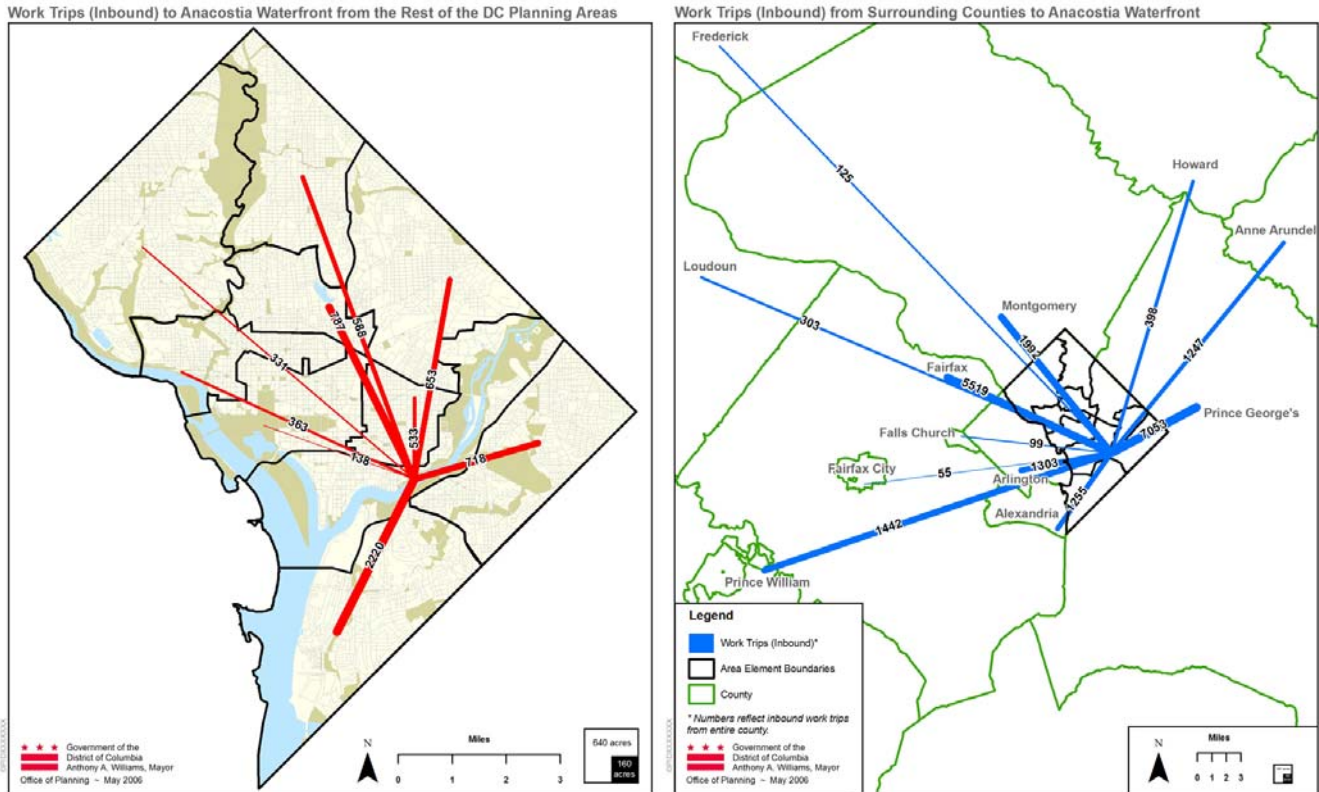 Work Trips (Inbound) to Anacostia Waterfront from the Rest of the DC Planning Areas
787
588
331
653
363
533
138
718
2220
Government of the
District of Columbia
Anthony A. Williams, Mayor
Office of Planning ~ May 2006
N
Miles
0 1 2 3
640 acres
160
acres
Work Trips (Inbound) from Surrounding Counties to Anacostia Waterfront
Frederick
125
Howard
Anne Arundel
Loudoun
303
Montgomery
1992
398
1247
Fairfax
5519
Prince George's
7053
Falls Church
99
Fairfax City
55
1303
Arlington
Alexandria
1255
1442
Prince William
Legend
Work Trips (Inbound)*
Area Element Boundaries
County
* Numbers reflect inbound work trips
from entire county.
Government of the
District of Columbia
Anthony A. Williams, Mayor
Office of Planning ~ May 2006
N
Miles
0 1 2 3